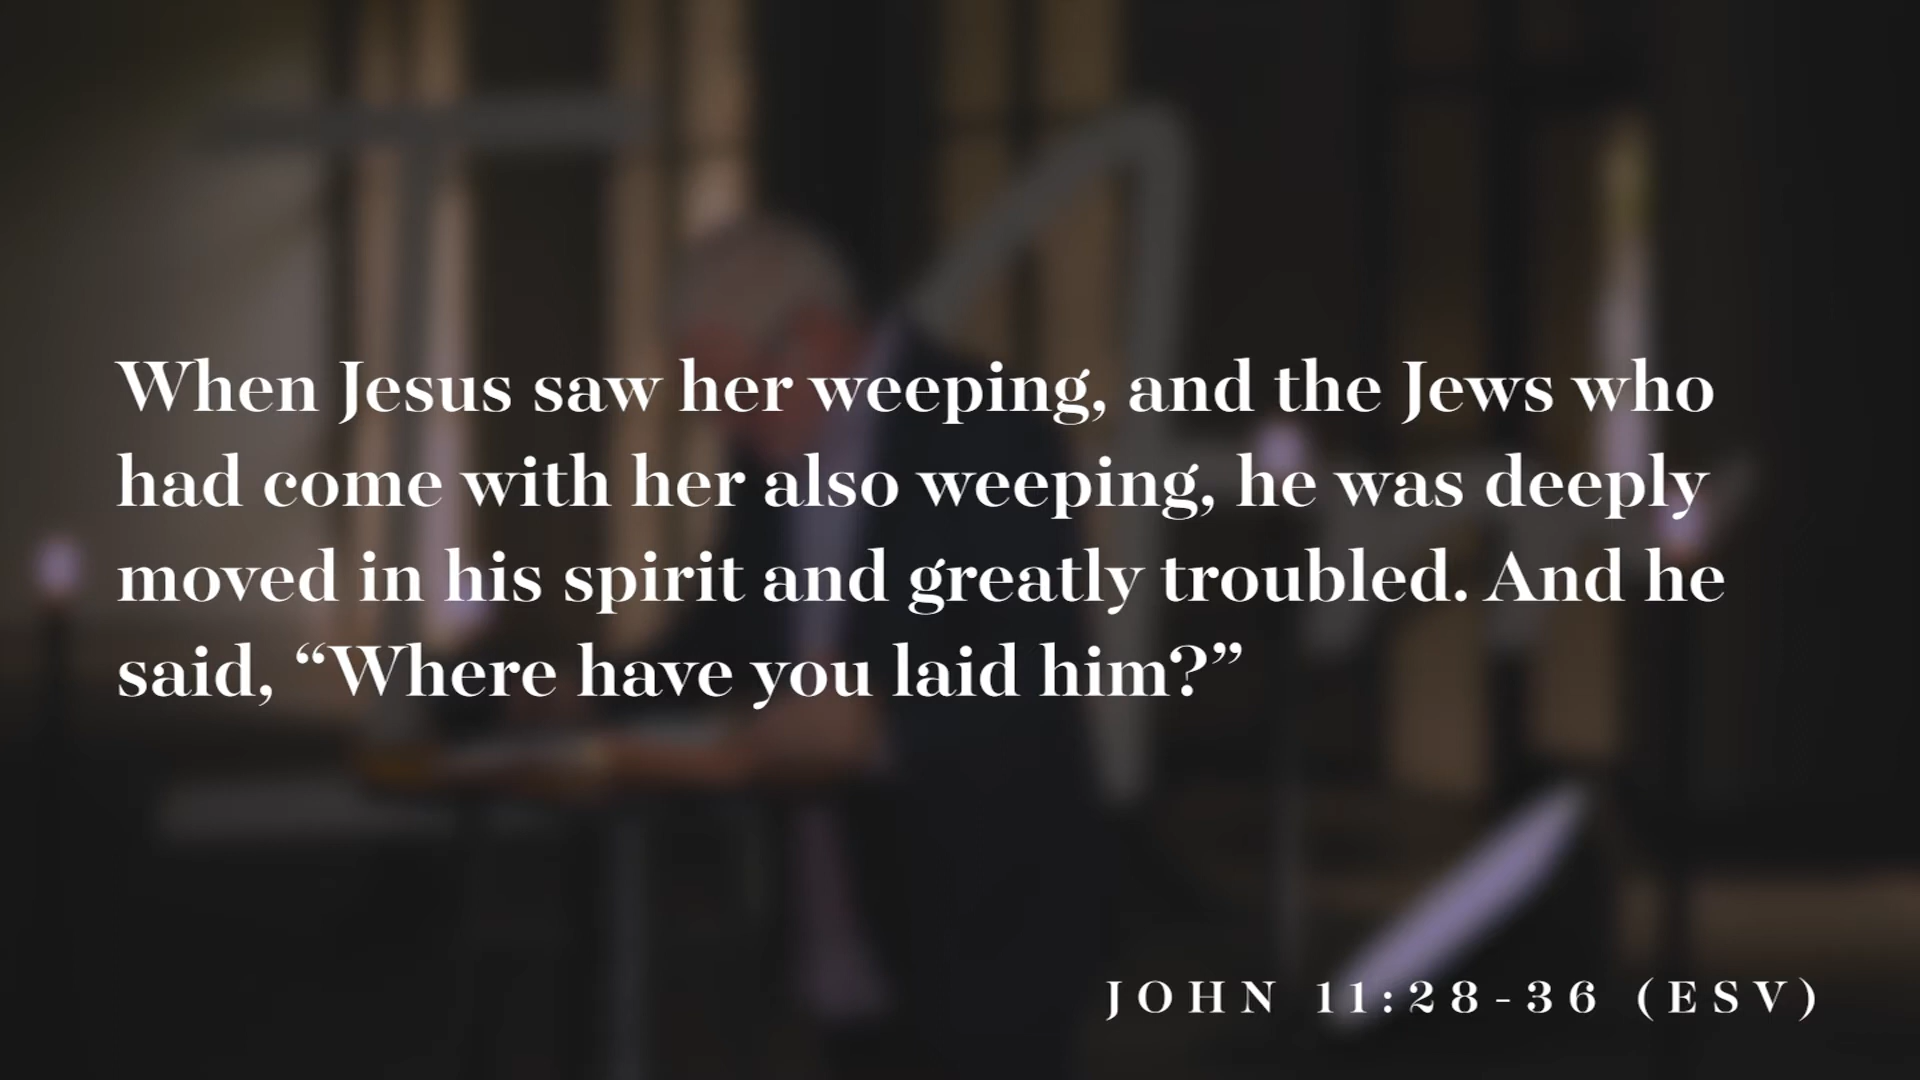 When Jesus saw her weeping, and the Jews who
had come with her also weeping, he was deeply
moved in his spirit and greatly troubled. And he
said, “Where have you laid him?”
JOHN 11:28-36 (ESV)